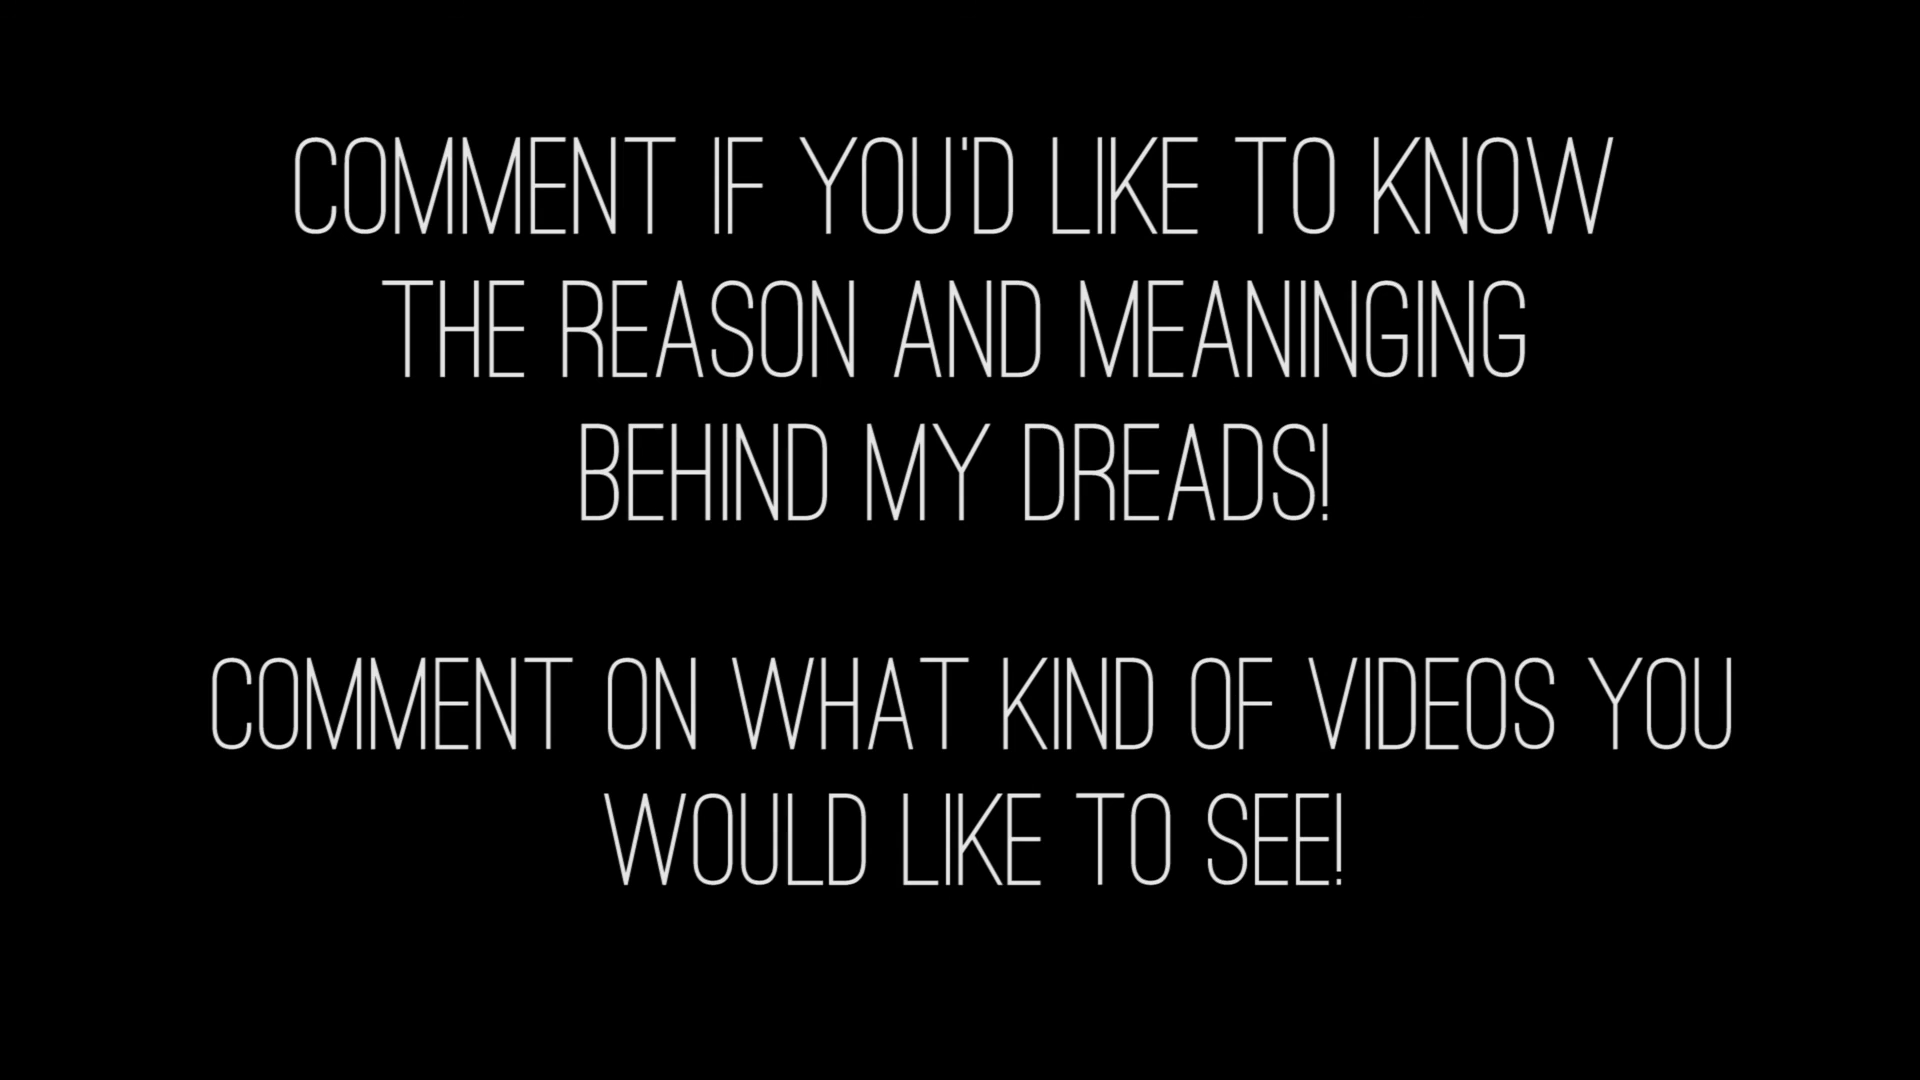 COMMENT IF YOU'D LIKE TO KNOW
THE REASON AND MEANINGING
BEHIND MY DREADS!
COMMENT ON WHAT KIND OF VIDEOS YOU
WOULD LIKE TO SEE!